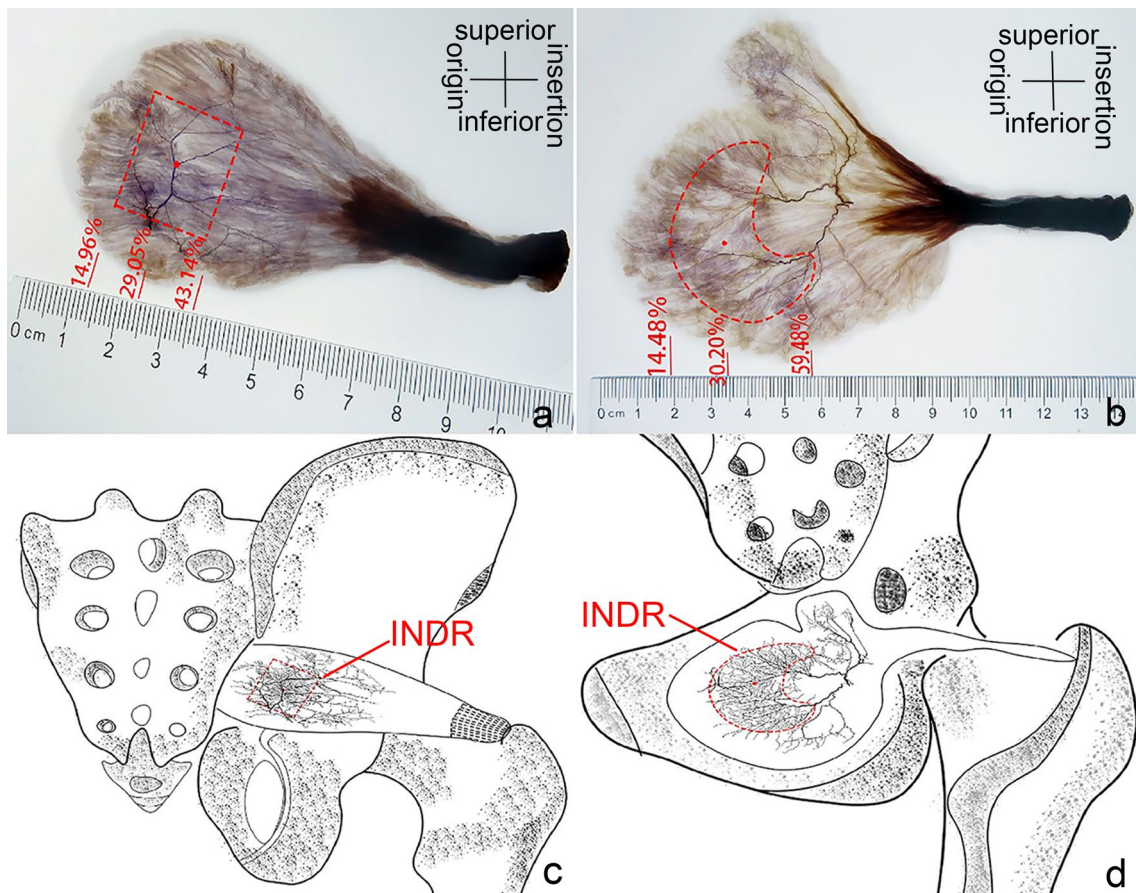 superior
origin
insertion
inferior
14.96%
29.05%
43.14%
0 cm 1 2 3 4 5 6 7 8 9 10
a
superior
origin
insertion
inferior
14.48%
30.20%
59.48%
0 cm 1 2 3 4 5 6 7 8 9 10 11 12 13
b
INDR
c
INDR
d